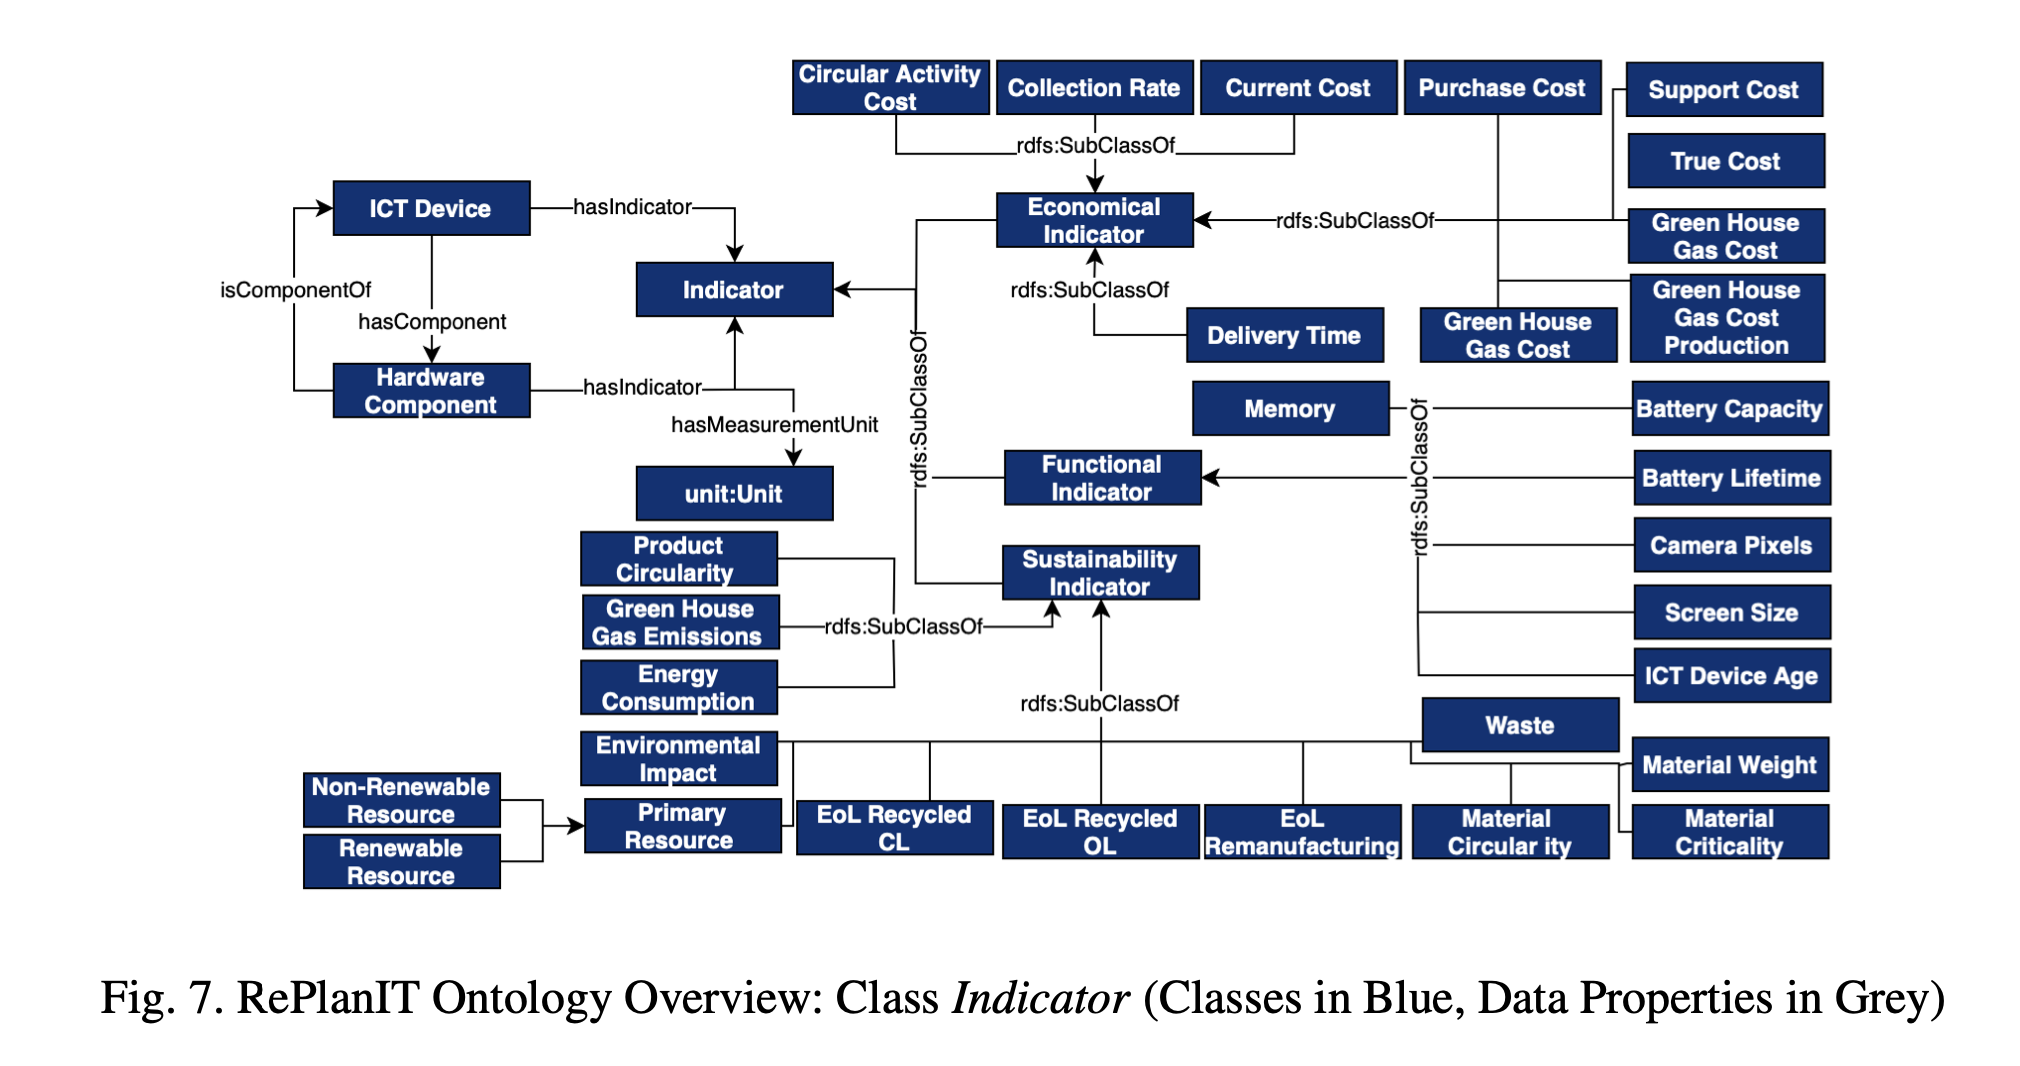 Circular Activity
Cost
Collection Rate
Current Cost
Purchase Cost
Support Cost
rdfs:SubClassOf
True Cost
ICT Device
hasIndicator
Economical
Indicator
rdfs:SubClassOf
Green House
Gas Cost
isComponentOf
Indicator
rdfs:SubClassOf
Green House
Gas Cost
Production
hasComponent
Delivery Time
Green House
Gas Cost
Hardware
Component
hasIndicator
rdfs:SubClassOf
Memory
rdfs:SubClassOf
Battery Capacity
hasMeasurementUnit
Functional
Indicator
Battery Lifetime
unit:Unit
Product
Circularity
Sustainability
Indicator
Camera Pixels
Green House
Gas Emissions
rdfs:SubClassOf
Screen Size
Energy
Consumption
rdfs:SubClassOf
ICT Device Age
Waste
Environmental
Impact
Material Weight
Non-Renewable
Resource
Primary
Resource
EoL Recycled
CL
EoL Recycled
OL
EoL
Remanufacturing
Material
Circular ity
Material
Criticality
Renewable
Resource
Fig. 7. RePlanIT Ontology Overview: Class Indicator (Classes in Blue, Data Properties in Grey)